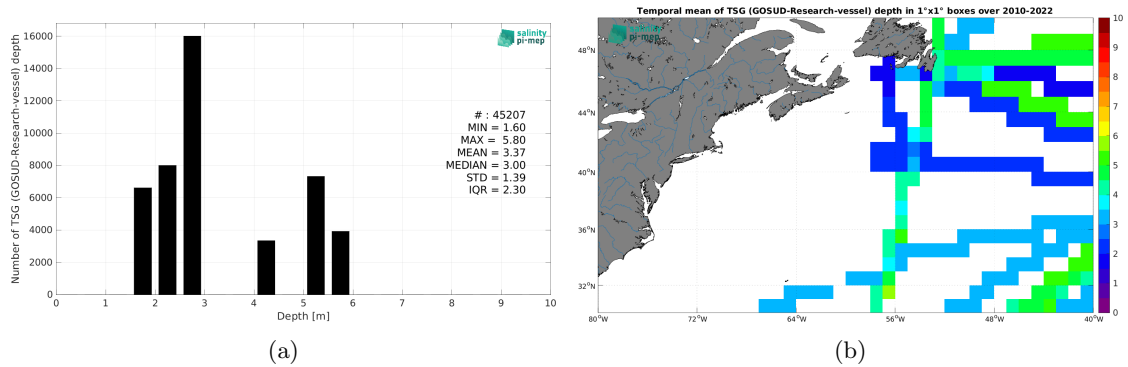 16000
14000
12000
10000
8000
6000
4000
2000
0
Number of TSG (GOSUD-Research-vessel) depth
salinity
pi-mep
# : 45207
MIN = 1.60
MAX = 5.80
MEAN = 3.37
MEDIAN = 3.00
STD = 1.39
IQR = 2.30
0 1 2 3 4 5 6 7 8 9 10
Depth [m]
(a)
Temporal mean of TSG (GOSUD-Research-vessel) depth in 1°x1° boxes over 2010-2022
salinity
pi-mep
48°N
44°N
40°N
36°N
32°N
80°W 72°W 64°W 56°W 48°W 40°W
10
9
8
7
6
5
4
3
2
1
0
(b)